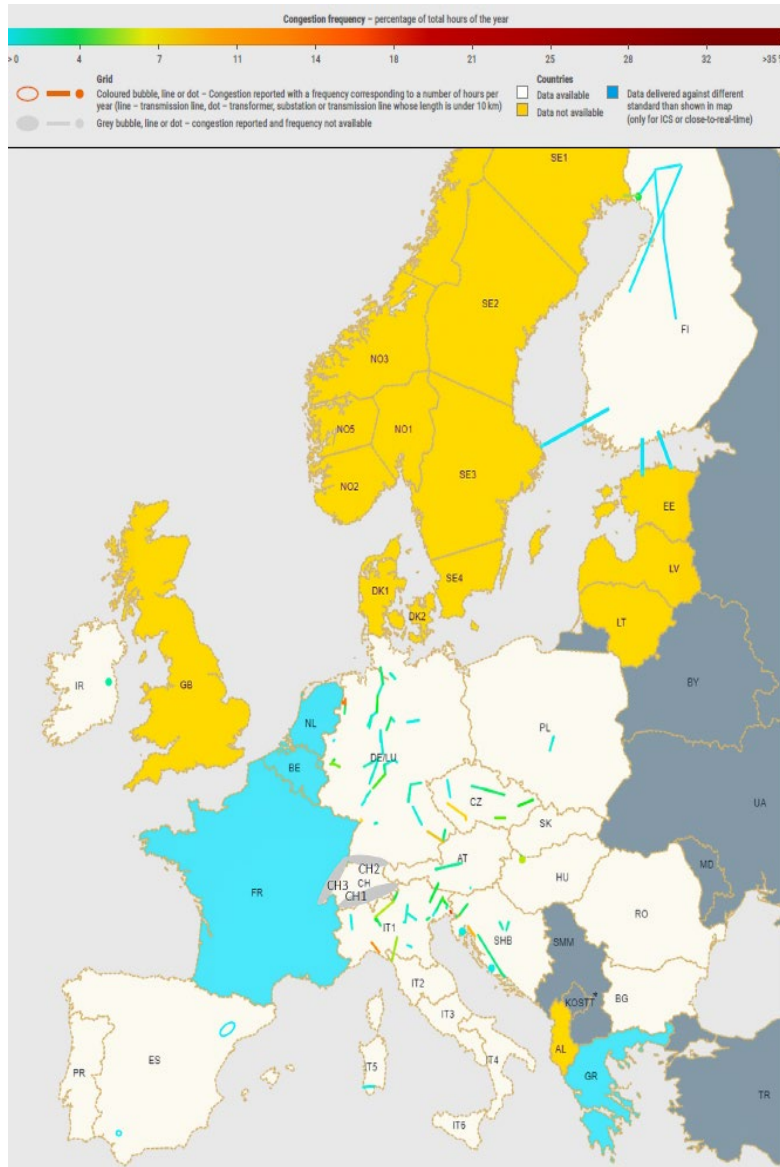 Congestion frequency – percentage of total hours of the year
> 0 4 7 11 14 18 21 25 28 32 >35 %
Grid
Coloured bubble, line or dot – Congestion reported with a frequency corresponding to a number of hours per
year (line – transmission line, dot – transformer, substation or transmission line whose length is under 10 km)
Grey bubble, line or dot – congestion reported and frequency not available
Countries
Data available
Data not available
Data delivered against different
standard than shown in map
(only for ICS or close-to-real-time)
SE1
SE2
FI
NO3
NO5
NO1
NO2
SE3
EE
LV
DK1
SE4
DK2
LT
IR
GB
BY
NL
PL
DE/LU
BE
UA
CZ
SK
AT
MD
CH2
CH
CH3
CH1
HU
FR
RO
IT1
SHB
SMM
IT2
KOSTT*
BG
IT3
AL
ES
PR
IT4
IT5
GR
TR
IT6